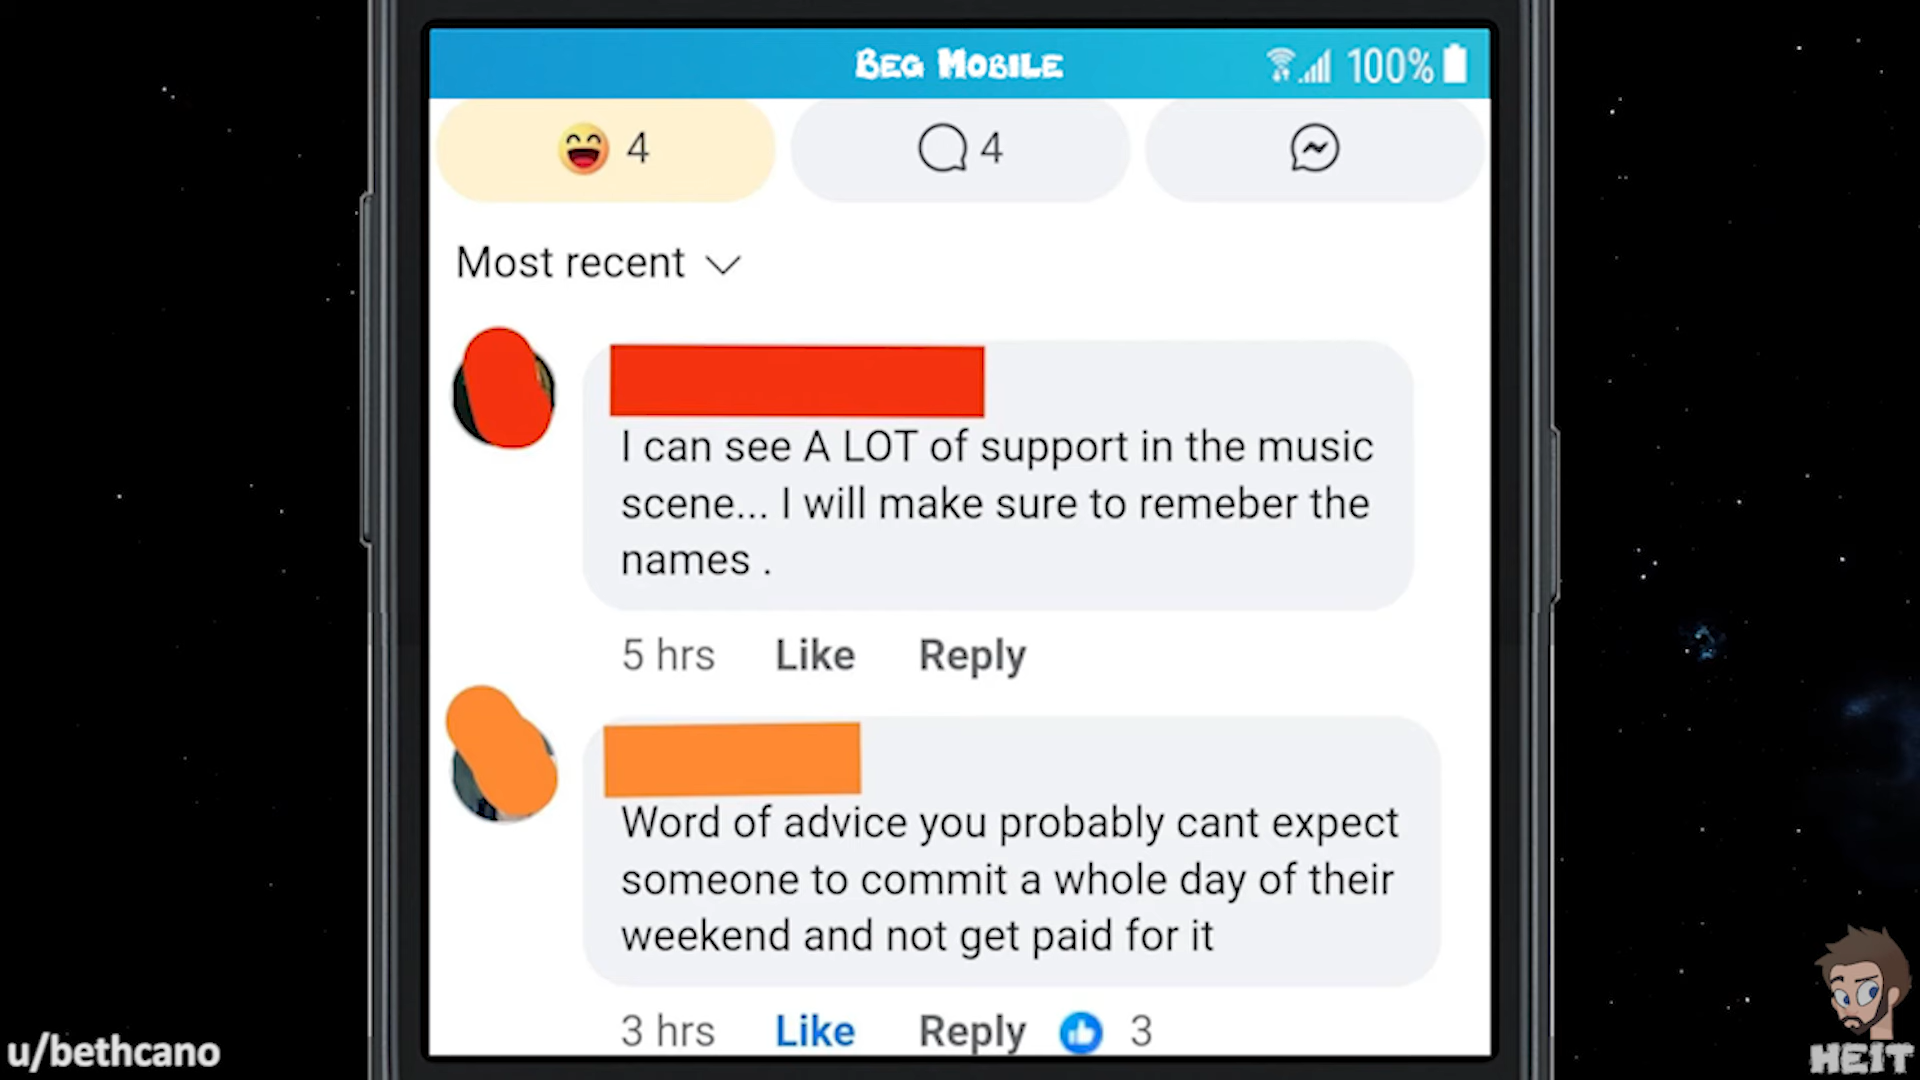 BEG MOBILE
100%
4
4
Most recent
I can see A LOT of support in the music
scene... I will make sure to remeber the
names .
5 hrs Like Reply
Word of advice you probably cant expect
someone to commit a whole day of their
weekend and not get paid for it
3 hrs Like Reply 3
u/bethcano
HEIT